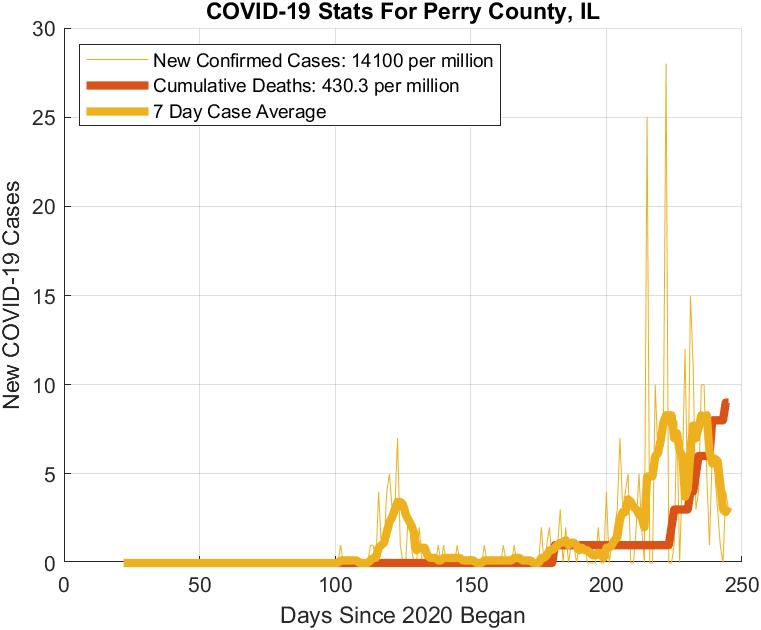 COVID-19 Stats For Perry County, IL
30
25
20
15
10
5
0
New COVID-19 Cases
New Confirmed Cases: 14100 per million
Cumulative Deaths: 430.3 per million
7 Day Case Average
0 50 100 150 200 250
Days Since 2020 Began